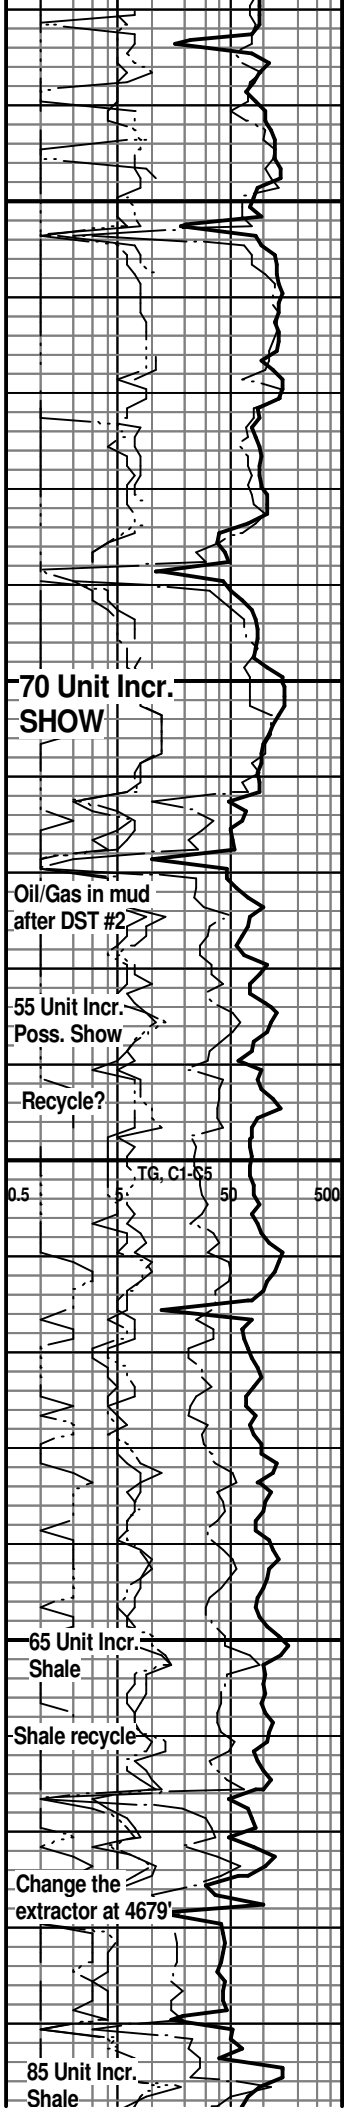 70 Unit Incr.
SHOW
Oil/Gas in mud
after DST #2
55 Unit Incr.
Poss. Show
Recycle?
TG, C1-C5
0.5 5 50 500
65 Unit Incr.
Shale
Shale recycle
Change the
extractor at 4679'
85 Unit Incr.
Shale